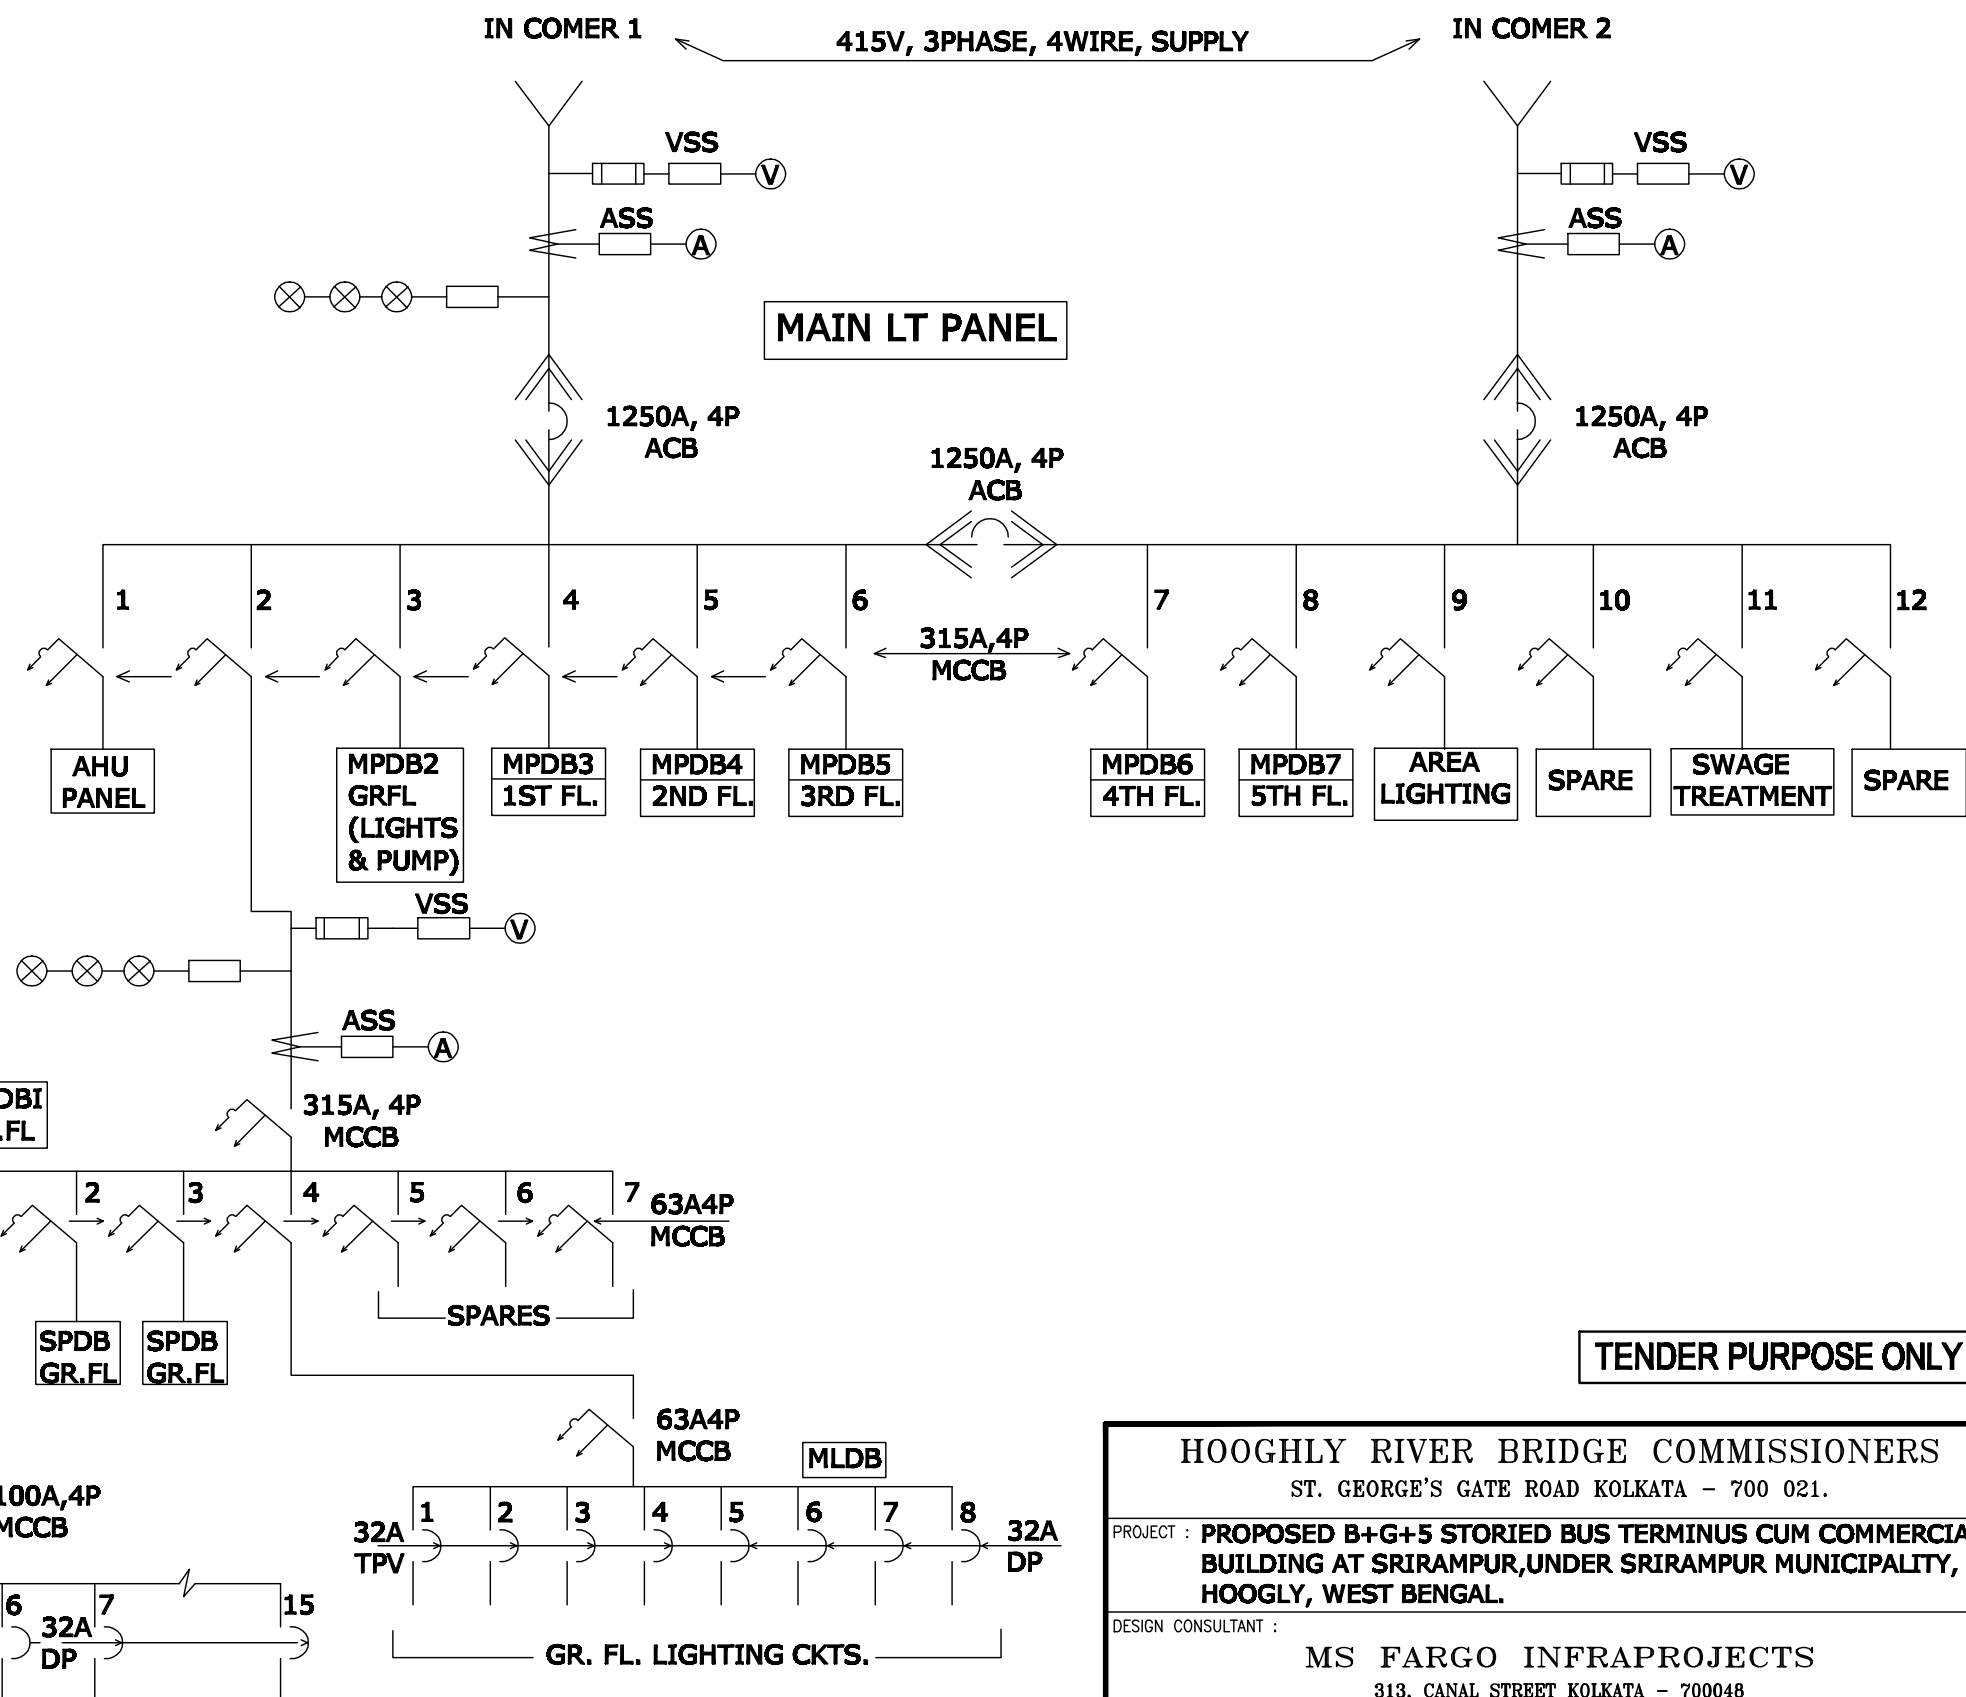 IN COMER 1
415V, 3PHASE, 4WIRE, SUPPLY
IN COMER 2
VSS
V
VSS
V
ASS
A
ASS
A
MAIN LT PANEL
1250A, 4P
ACB
1250A, 4P
ACB
1250A, 4P
ACB
1
2
3
4
5
6
7
8
9
10
11
12
315A,4P
MCCB
AHU
PANEL
MPDB2
GRFL
(LIGHTS
& PUMP)
MPDB3
1ST FL.
MPDB4
2ND FL.
MPDB5
3RD FL.
MPDB6
4TH FL.
MPDB7
5TH FL.
AREA
LIGHTING
SPARE
SWAGE
TREATMENT
SPARE
VSS
V
ASS
A
DBI
.FL
315A, 4P
MCCB
2
3
4
5
6
7
63A4P
MCCB
SPARES
SPDB
GR.FL
SPDB
GR.FL
TENDER PURPOSE ONLY
63A4P
MCCB
MLDB
100A,4P
MCCB
1
2
3
4
5
6
7
8
32A
TPV
32A
DP
6
7
15
32A
DP
GR. FL. LIGHTING CKTS.
HOOGHLY RIVER BRIDGE COMMISSIONERS
ST. GEORGE'S GATE ROAD KOLKATA - 700 021.
PROJECT : PROPOSED B+G+5 STORIED BUS TERMINUS CUM COMMERCIA
BUILDING AT SRIRAMPUR,UNDER SRIRAMPUR MUNICIPALITY,
HOOGLY, WEST BENGAL.
DESIGN CONSULTANT :
MS FARGO INFRAPROJECTS
313, CANAL STREET KOLKATA - 700048